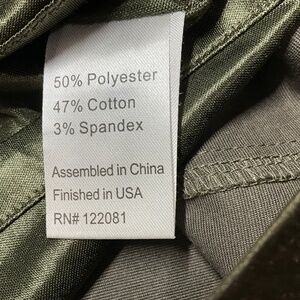 50% Polyester
47% Cotton
3% Spandex
Assembled in China
Finished in USA
RN# 122081